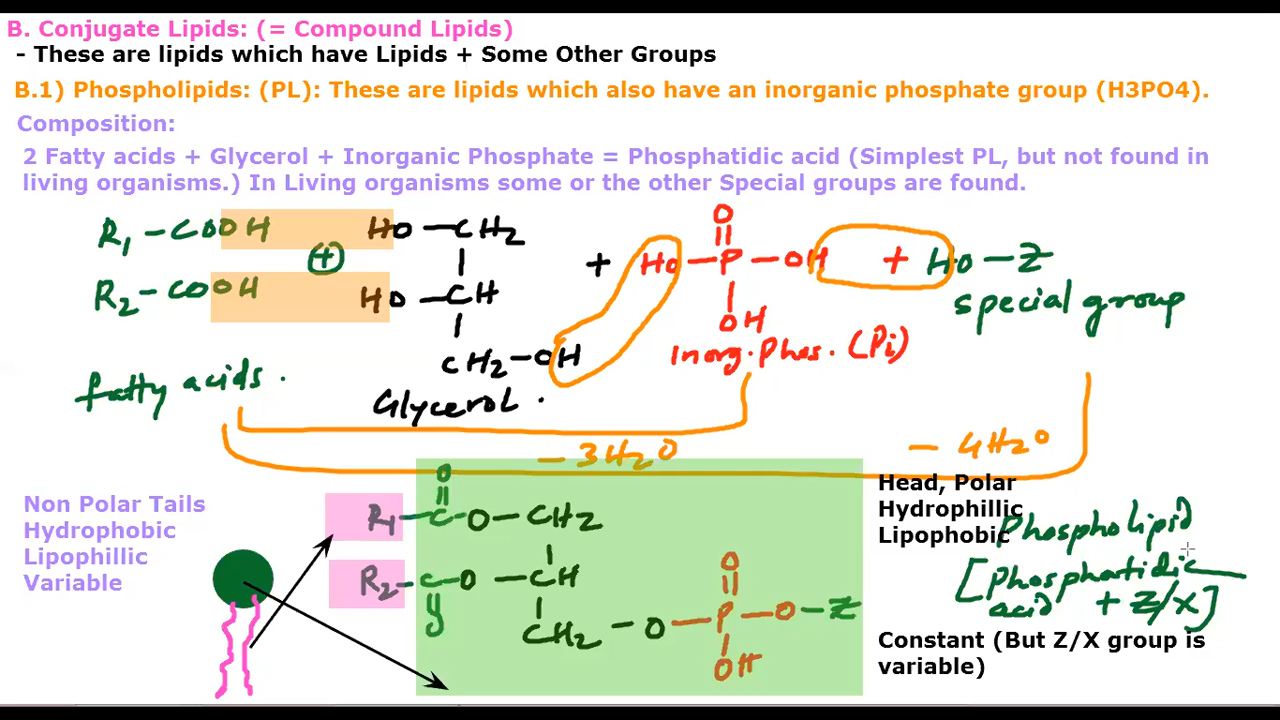 B. Conjugate Lipids: (= Compound Lipids)
- These are lipids which have Lipids + Some Other Groups
B.1) Phospholipids: (PL): These are lipids which also have an inorganic phosphate group (H3PO4).
Composition:
2 Fatty acids + Glycerol + Inorganic Phosphate = Phosphatidic acid (Simplest PL, but not found in
living organisms.) In Living organisms some or the other Special groups are found.
O
R1 - COOH HO - CH2
+ + HO - P - OH + HO - Z
R2 - COOH HO - CH
OH
special group
CH2 - OH
Inorg. Phos. (Pi)
fatty acids.
Glycerol.
- 3H2O
- 4H2O
Non Polar Tails
Hydrophobic
Lipophillic
Variable
O
R1 - C O - CH2
R2 - C O - CH
O
O
CH2 - O - P - O - Z
OH
Head, Polar
Hydrophillic
Lipophobic
Phospholipid
[Phosphatidic
acid + Z/X]
Constant (But Z/X group is
variable)